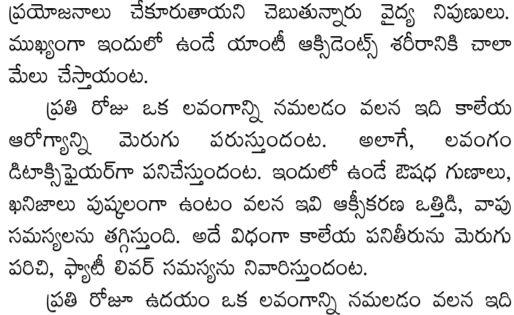 ప్రయోజనాలు చేకూరుతాయని చెబుతున్నారు వైద్య నిపుణులు.
ముఖ్యంగా ఇందులో ఉండే యాంటీ ఆక్సిడెంట్స్ శరీరానికి చాలా
మేలు చేస్తాయంట.
ప్రతి రోజు ఒక లవంగాన్ని నమలడం వలన ఇది కాలేయ
ఆరోగ్యాన్ని మెరుగు పరుస్తుందంట. అలాగే, లవంగం
డిటాక్సిఫైయర్‌గా పనిచేస్తుందంట. ఇందులో ఉండే ఔషధ గుణాలు,
ఖనిజాలు పుష్కలంగా ఉంటం వలన ఇవి ఆక్సీకరణ ఒత్తిడి, వాపు
సమస్యలను తగ్గిస్తుంది. అదే విధంగా కాలేయ పనితీరును మెరుగు
పరిచి, ఫ్యాటీ లివర్ సమస్యను నివారిస్తుందంట.
ప్రతి రోజూ ఉదయం ఒక లవంగాన్ని నమలడం వలన ఇది